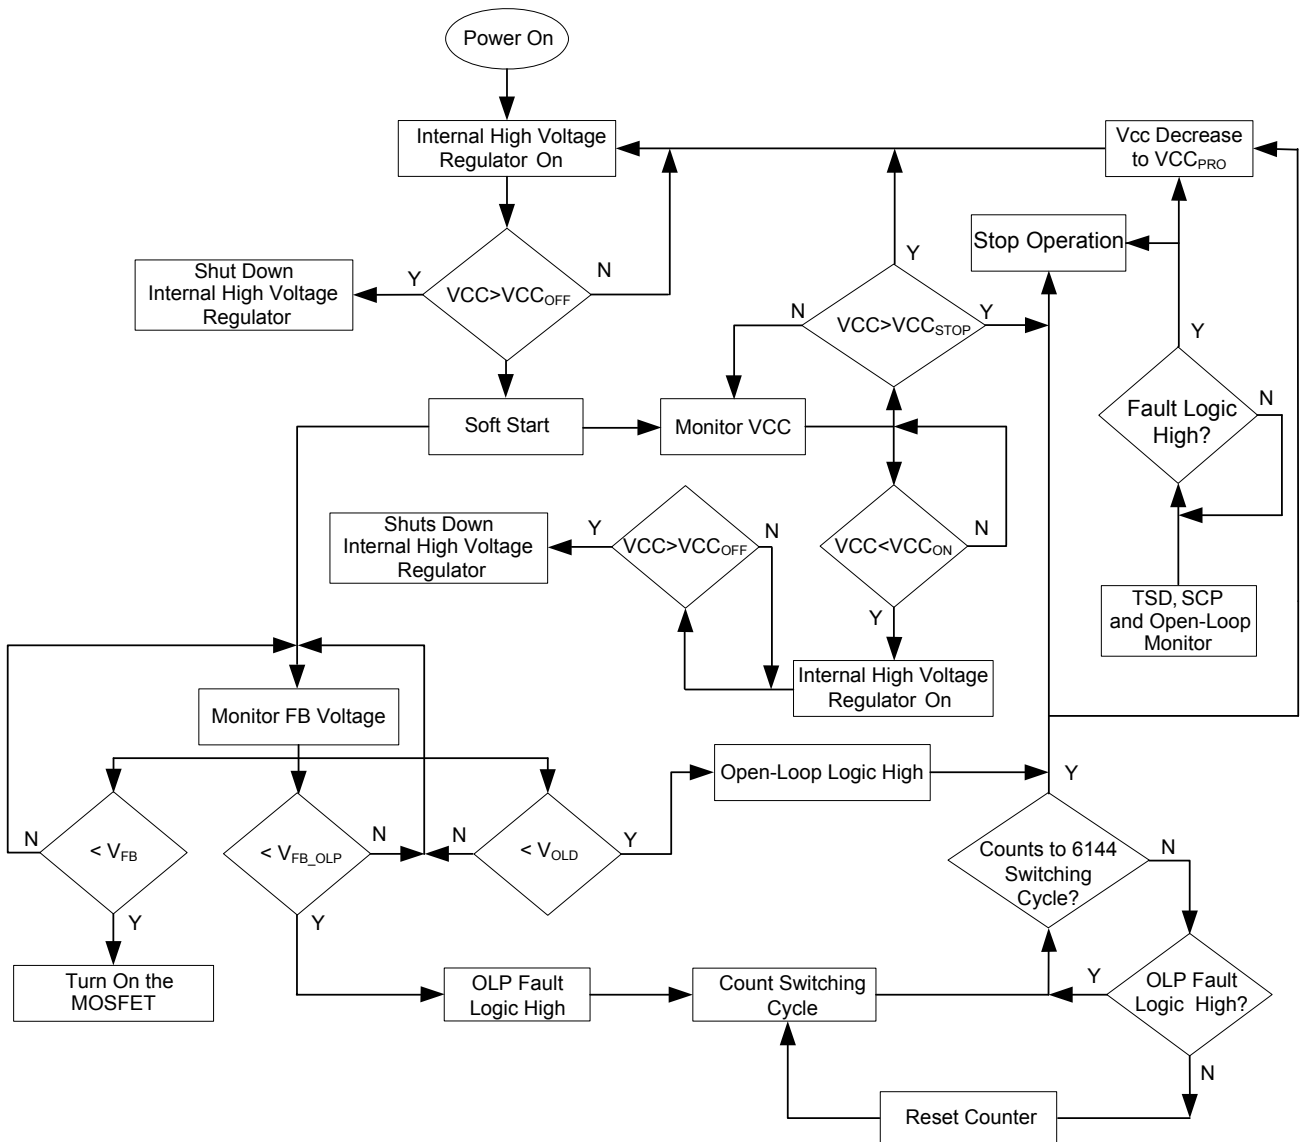 Power On
Internal High Voltage
Regulator On
Vcc Decrease
to VCCPRO
Stop Operation
Shut Down
Internal High Voltage
Regulator
Y
VCC>VCCOFF
N
Y
N
VCC>VCCSTOP
Y
Y
Fault Logic
High?
N
Soft Start
Monitor VCC
Shuts Down
Internal High Voltage
Regulator
Y
VCC>VCCOFF
N
VCC<VCCON
N
Y
TSD, SCP
and Open-Loop
Monitor
Internal High Voltage
Regulator On
Monitor FB Voltage
Open-Loop Logic High
Y
N
< VFB
Y
< VFB_OLP
N
Y
N
< VOLD
Y
Counts to 6144
Switching
Cycle?
N
Turn On the
MOSFET
OLP Fault
Logic High
Count Switching
Cycle
Y
OLP Fault
Logic High?
N
Reset Counter